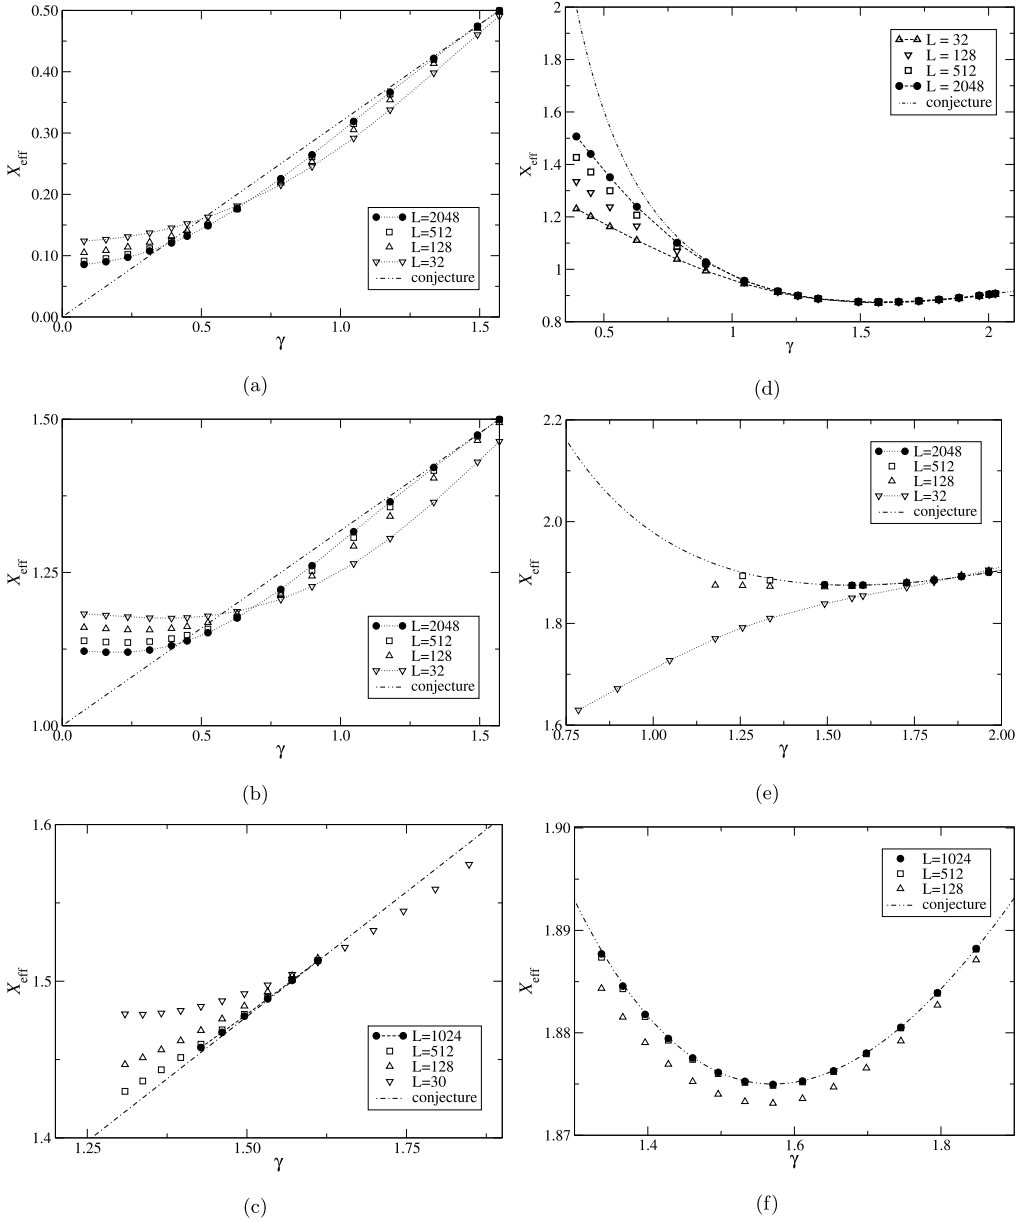 0.50
0.40
0.30
0.20
0.10
0.00
X_eff
0.0 0.5 1.0 1.5
γ
L=2048
L=512
L=128
L=32
conjecture
(a)
2
2
1.8
1.6
1.4
1.2
1
0.8
X_eff
0.5 1 1.5 2
γ
L = 32
L = 128
L = 512
L = 2048
conjecture
(d)
1.50
1.25
1.00
X_eff
0.0 0.5 1.0 1.5
γ
L=2048
L=512
L=128
L=32
conjecture
(b)
2.2
2.0
1.8
1.6
X_eff
0.75 1.00 1.25 1.50 1.75 2.00
γ
L=2048
L=512
L=128
L=32
conjecture
(e)
1.6
1.5
1.4
X_eff
1.25 1.50 1.75
γ
L=1024
L=512
L=128
L=30
conjecture
(c)
1.90
1.89
1.88
1.87
X_eff
1.4 1.6 1.8
γ
L=1024
L=512
L=128
conjecture
(f)